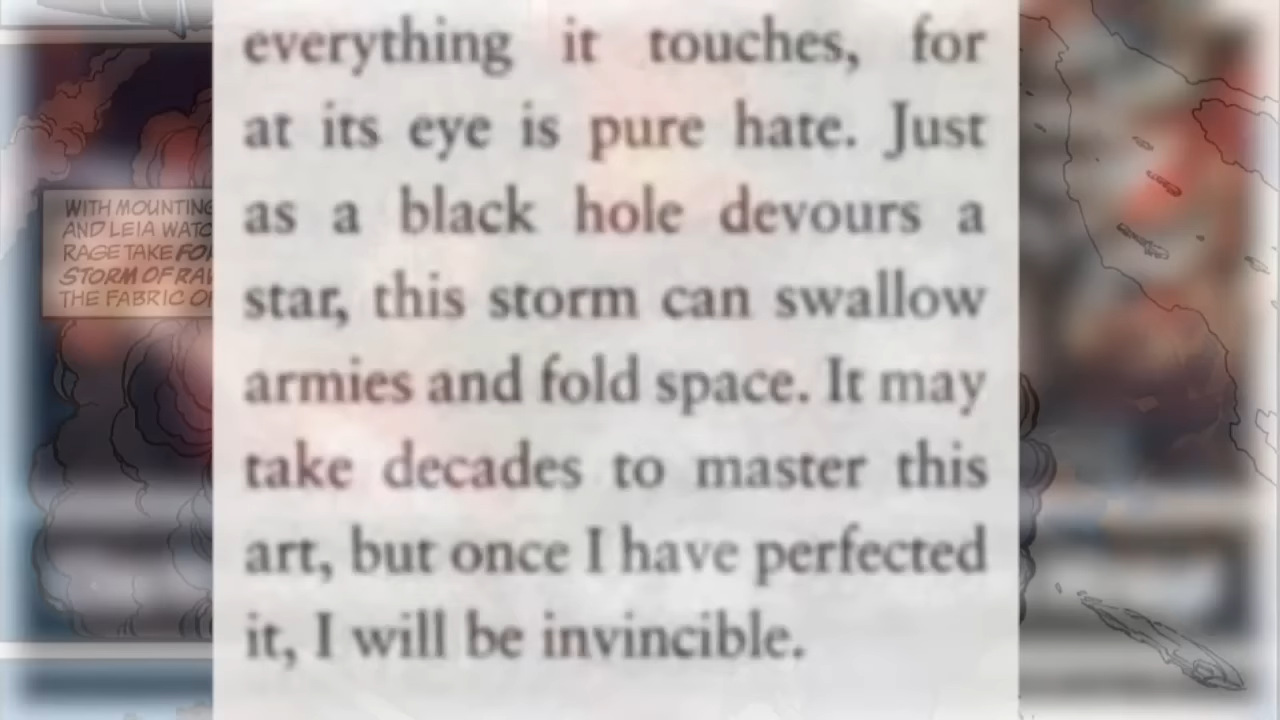 everything it touches, for
at its eye is pure hate. Just
as a black hole devours a
star, this storm can swallow
armies and fold space. It may
take decades to master this
art, but once I have perfected
it, I will be invincible.
WITH MOUNTING
AND LEIA WATC
RAGE TAKE FO
STORM OF RA
THE FABRIC O